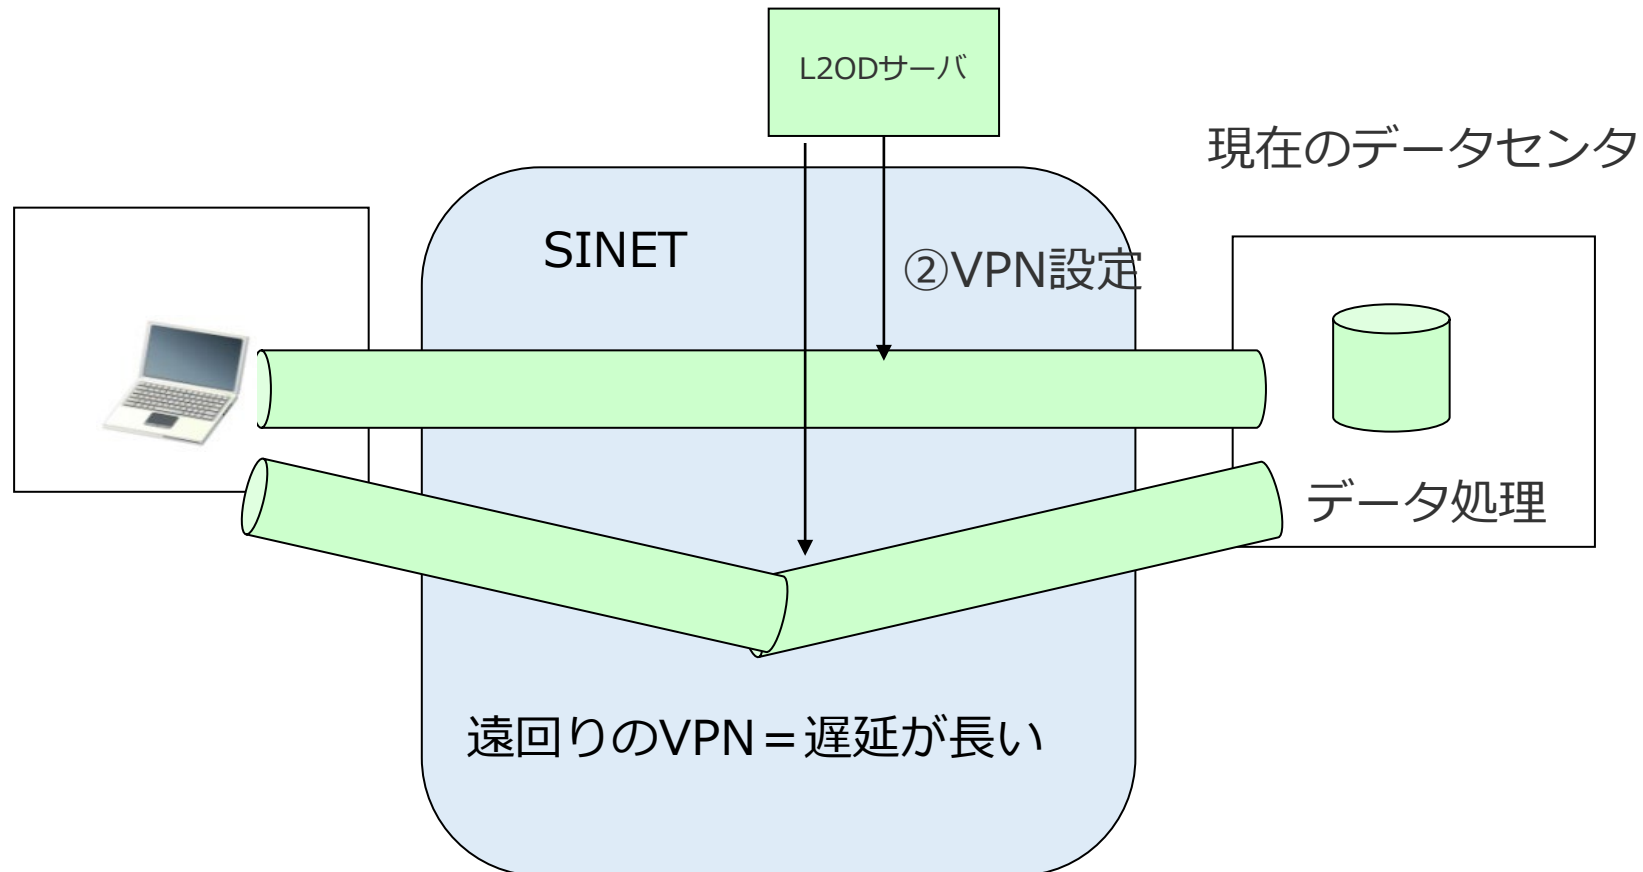 L2ODサーバ
現在のデータセンタ
SINET
②VPN設定
データ処理
遠回りのVPN＝遅延が長い